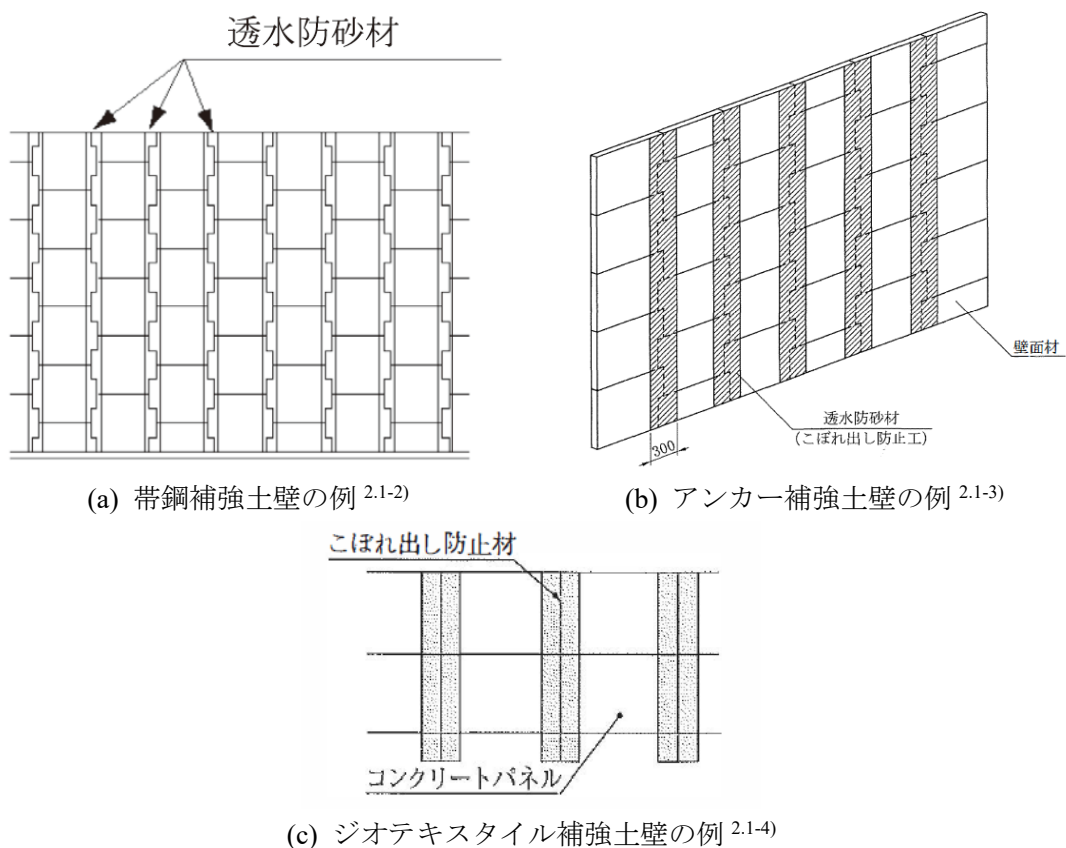 透水防砂材
壁面材
透水防砂材
(こぼれ出し防止工)
300
(a) 帯鋼補強土壁の例 2.1-2)
(b) アンカー補強土壁の例 2.1-3)
こぼれ出し防止材
コンクリートパネル
(c) ジオテキスタイル補強土壁の例 2.1-4)